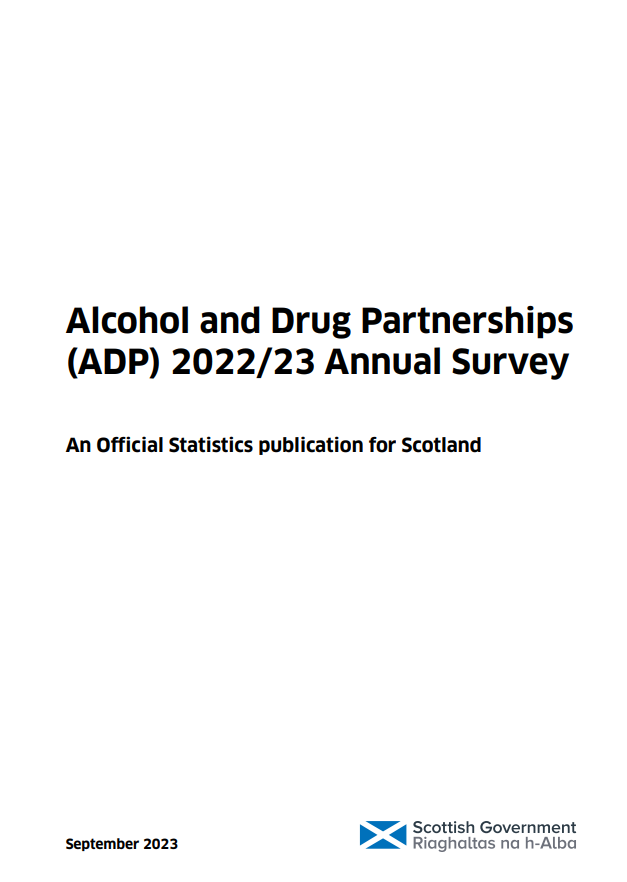 Alcohol and Drug Partnerships
(ADP) 2022/23 Annual Survey
An Official Statistics publication for Scotland
September 2023
Scottish Government
Riaghaltas na h-Alba